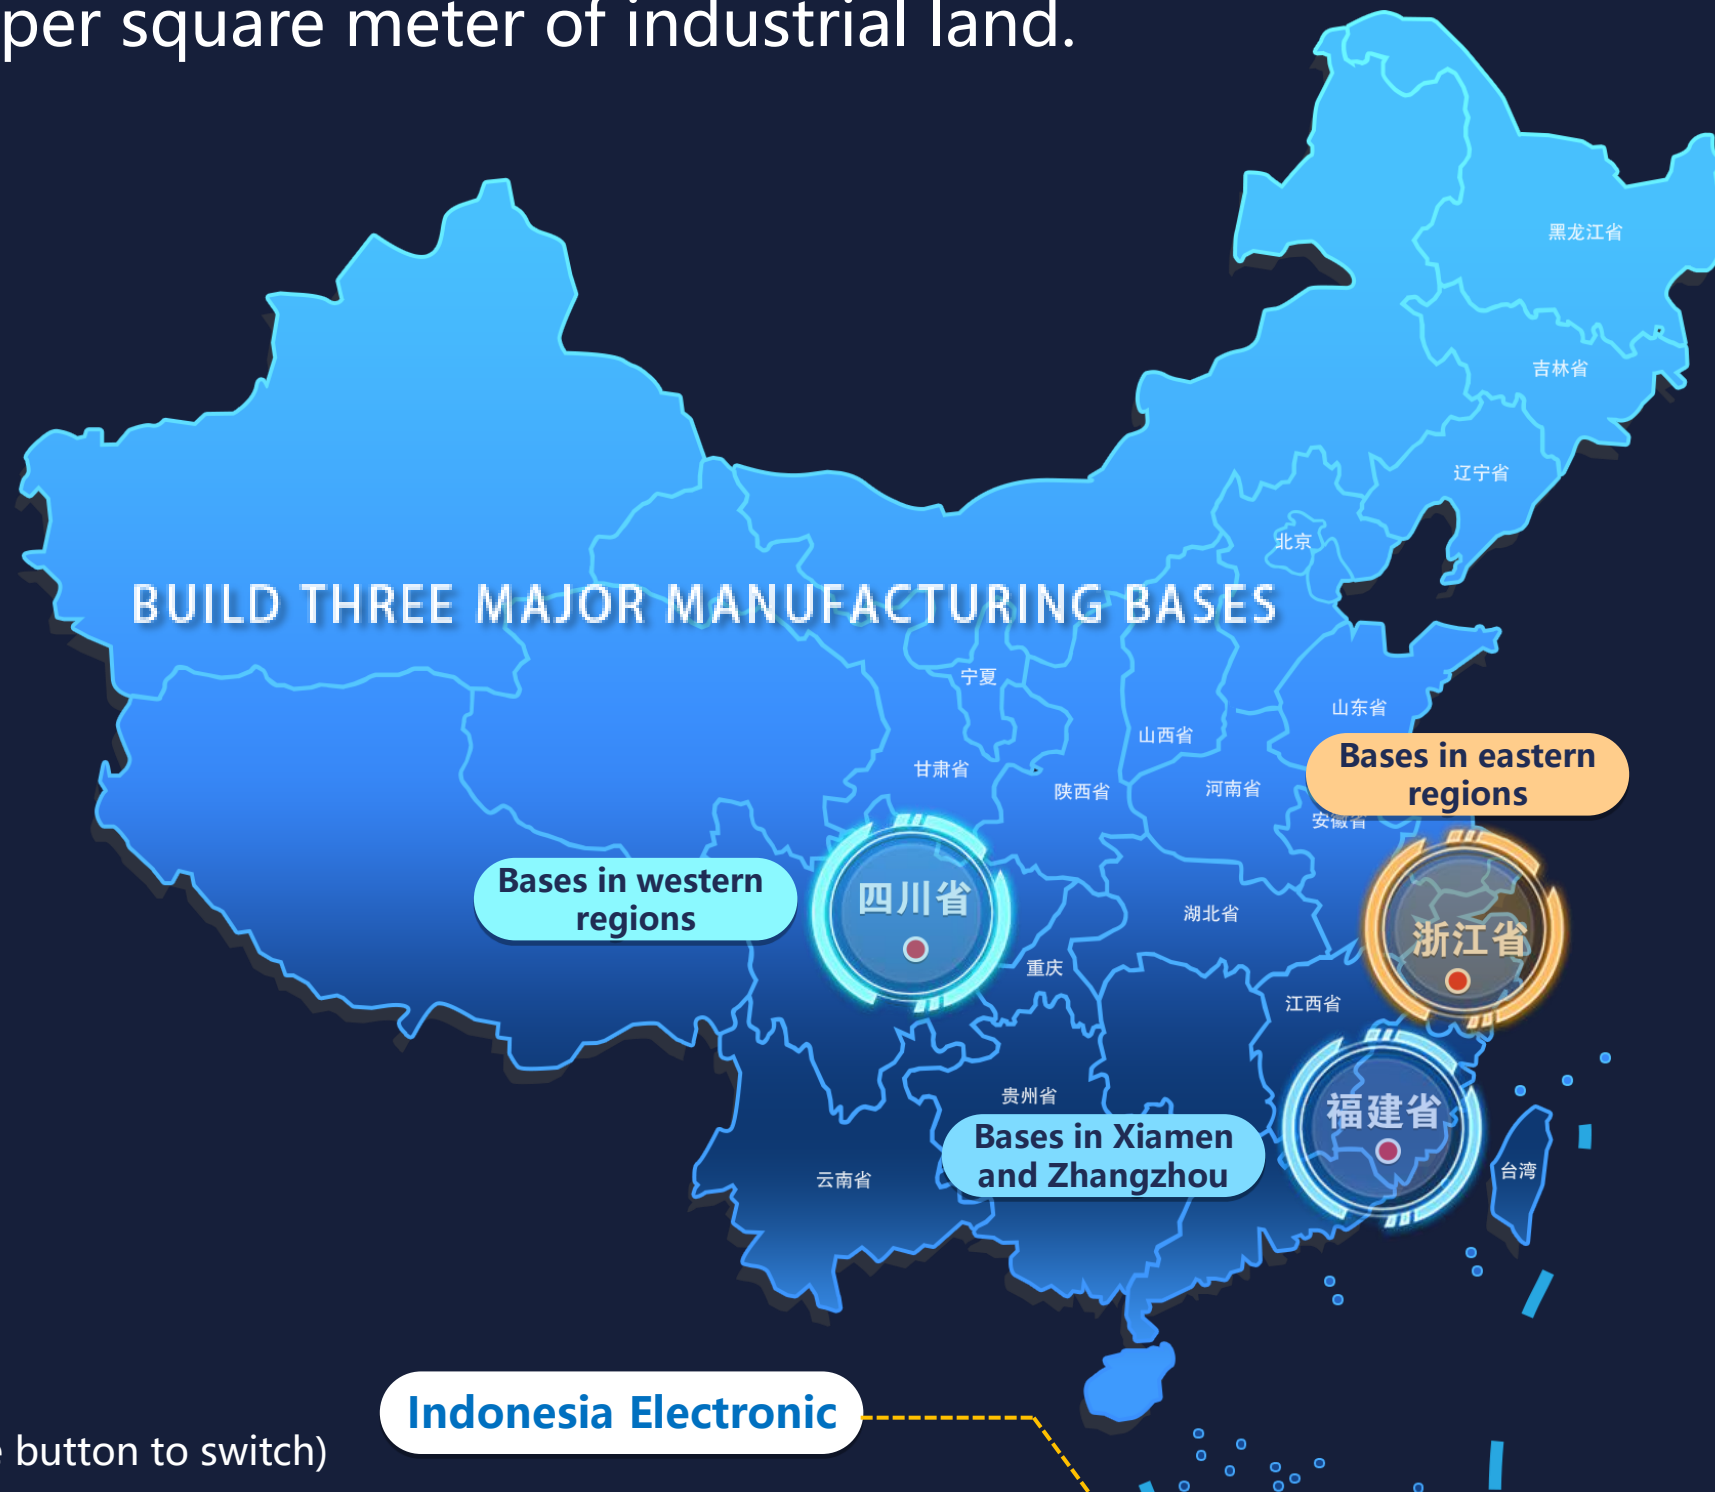 per square meter of industrial land.
黑龙江省
吉林省
辽宁省
北京
BUILD THREE MAJOR MANUFACTURING BASES
宁夏
山东省
山西省
Bases in eastern
regions
甘肃省
陕西省
河南省
安徽省
Bases in western
regions
四川省
湖北省
浙江省
重庆
江西省
贵州省
福建省
Bases in Xiamen
and Zhangzhou
云南省
台湾
Indonesia Electronic
button to switch)